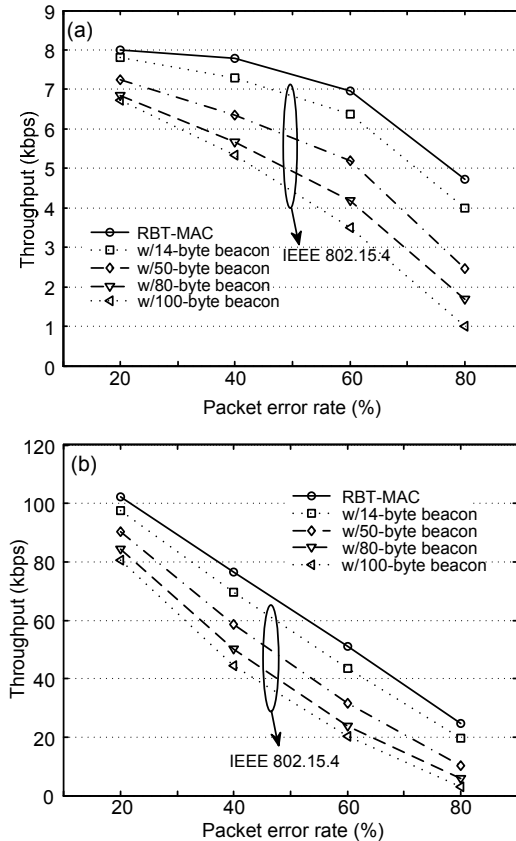 (a)
9
8
7
6
5
4
3
2
1
0
Throughput (kbps)
RBT-MAC
w/14-byte beacon
w/50-byte beacon
w/80-byte beacon
w/100-byte beacon
IEEE 802.15.4
20 40 60 80
Packet error rate (%)
(b)
120
100
80
60
40
20
0
Throughput (kbps)
RBT-MAC
w/14-byte beacon
w/50-byte beacon
w/80-byte beacon
w/100-byte beacon
IEEE 802.15.4
20 40 60 80
Packet error rate (%)